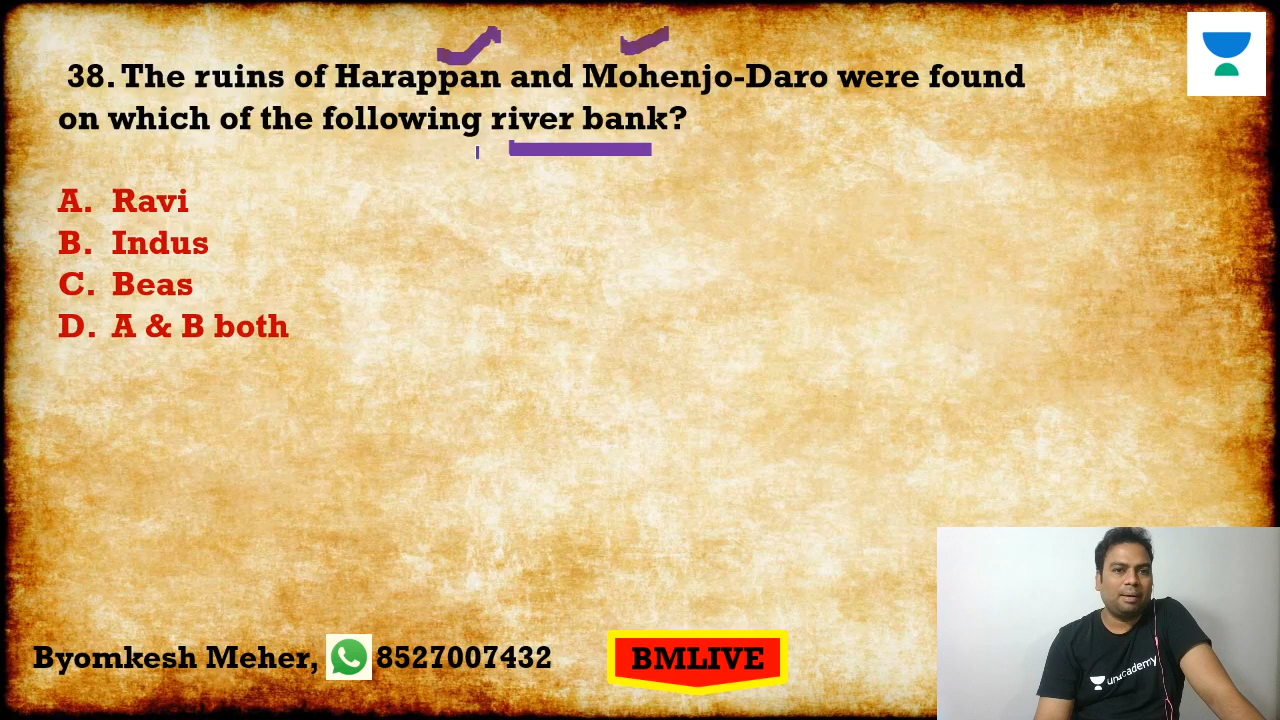 38. The ruins of Harappan and Mohenjo-Daro were found
on which of the following river bank?
A. Ravi
B. Indus
C. Beas
D. A & B both
Byomkesh Meher, 8527007432
BMLIVE
unacademy